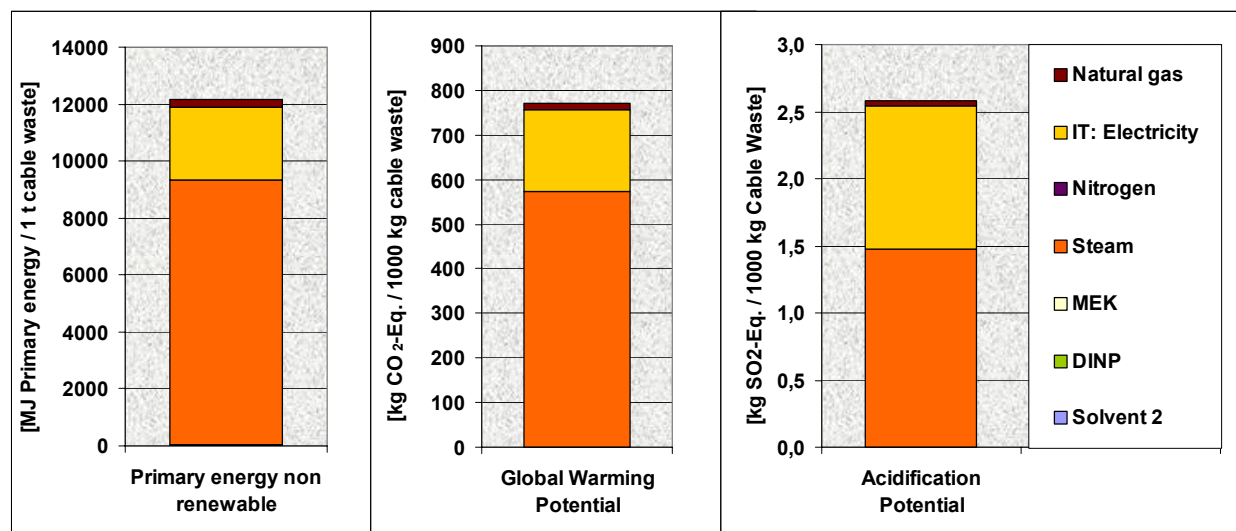 [MJ Primary energy / 1 t cable waste]
14000
12000
10000
8000
6000
4000
2000
0
Primary energy non
renewable
[kg CO2-Eq. / 1000 kg cable waste]
900
800
700
600
500
400
300
200
100
0
Global Warming
Potential
[kg SO2-Eq. / 1000 kg Cable Waste]
3,0
2,5
2,0
1,5
1,0
0,5
0,0
Acidification
Potential
Natural gas
IT: Electricity
Nitrogen
Steam
MEK
DINP
Solvent 2